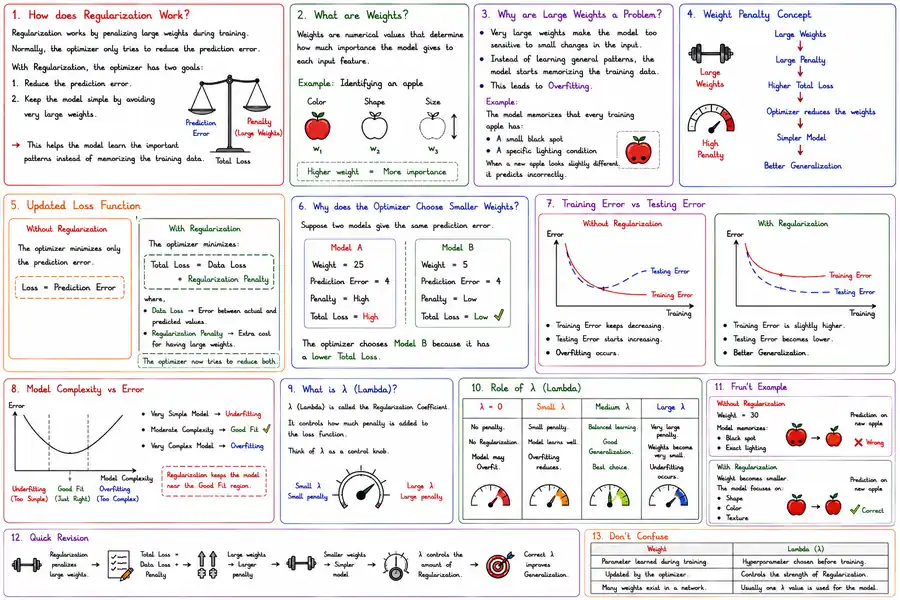 1. How does Regularization Work?
Regularization works by penalizing large weights during training.
Normally, the optimizer only tries to reduce the prediction error.
With Regularization, the optimizer has two goals:
1. Reduce the prediction error.
2. Keep the model simple by avoiding
very large weights.
→ This helps the model learn the important
patterns instead of memorizing the training data.
Prediction
Error
Penalty
(Large Weights)
Total Loss
2. What are Weights?
Weights are numerical values that determine
how much importance the model gives to
each input feature.
Example: Identifying an apple
Color Shape Size
w₁ w₂ w₃
Higher weight = More importance
3. Why are Large Weights a Problem?
• Very large weights make the model too
sensitive to small changes in the input.
• Instead of learning general patterns, the
model starts memorizing the training data.
• This leads to Overfitting.
Example:
The model memorizes that every training
apple has:
• A small black spot
• A specific lighting condition
When a new apple looks slightly different,
it predicts incorrectly.
4. Weight Penalty Concept
Large
Weights
High
Penalty
Large Weights
Large Penalty
Higher Total Loss
Optimizer reduces the weights
Simpler Model
Better Generalization
5. Updated Loss Function
Without Regularization
The optimizer minimizes only
the prediction error.
Loss = Prediction Error
With Regularization
The optimizer minimizes:
Total Loss = Data Loss
+ Regularization Penalty
where,
• Data Loss → Error between actual and
predicted values.
• Regularization Penalty → Extra cost
for having large weights.
The optimizer now tries to reduce both.
6. Why does the Optimizer Choose Smaller Weights?
Suppose two models give the same prediction error.
Model A
Weight = 25
Prediction Error = 4
Penalty = High
Total Loss = High
Model B
Weight = 5
Prediction Error = 4
Penalty = Low
Total Loss = Low ✓
The optimizer chooses Model B because it has
a lower Total Loss.
7. Training Error vs Testing Error
Without Regularization
Error
Testing Error
Training Error
Training
• Training Error keeps decreasing.
• Testing Error starts increasing.
• Overfitting occurs.
With Regularization
Error
Training Error
Testing Error
Training
• Training Error is slightly higher.
• Testing Error becomes lower.
• Better Generalization.
8. Model Complexity vs Error
Error
Model Complexity
Underfitting
(Too Simple)
Good Fit
(Just Right)
Overfitting
(Too Complex)
• Very Simple Model → Underfitting
• Moderate Complexity → Good Fit ✓
• Very Complex Model → Overfitting
Regularization keeps the model
near the Good Fit region.
9. What is λ (Lambda)?
λ (Lambda) is called the Regularization Coefficient.
It controls how much penalty is added to
the loss function.
Think of λ as a control knob.
Small λ
Small penalty
Large λ
Large penalty
10. Role of λ (Lambda)
λ = 0
No penalty.
No Regularization.
Model may
Overfit.
Small λ
Small penalty.
Model learns well.
Overfitting
reduces.
Medium λ
Balanced learning.
Good
Generalization.
Best choice.
Large λ
Very large
penalty.
Weights become
very small.
Underfitting
occurs.
11. Frun't Example
Without Regularization
Weight = 30
Model memorizes:
• Black spot
• Exact lighting
Prediction on
new apple
✗ Wrong
With Regularization
Weight becomes smaller.
The model focuses on:
• Shape
• Color
• Texture
Prediction on
new apple
✓ Correct
12. Quick Revision
Regularization
penalizes
large weights.
Total Loss =
Data Loss +
Penalty
Large weights
→ Larger
penalty
Smaller weights
→ Simpler
model
λ controls the
amount of
Regularization.
Correct λ
improves
Generalization.
13. Don't Confuse
Weight Lambda (λ)
Parameter learned during training. Hyperparameter chosen before training.
Updated by the optimizer. Controls the strength of Regularization.
Many weights exist in a network. Usually one λ value is used for the model.